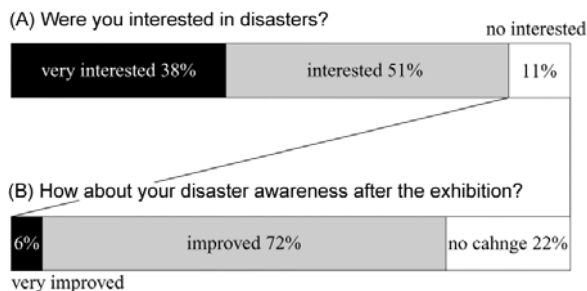 (A) Were you interested in disasters?
no interested
very interested 38% interested 51% 11%
(B) How about your disaster awareness after the exhibition?
6% improved 72% no cahnge 22%
very improved